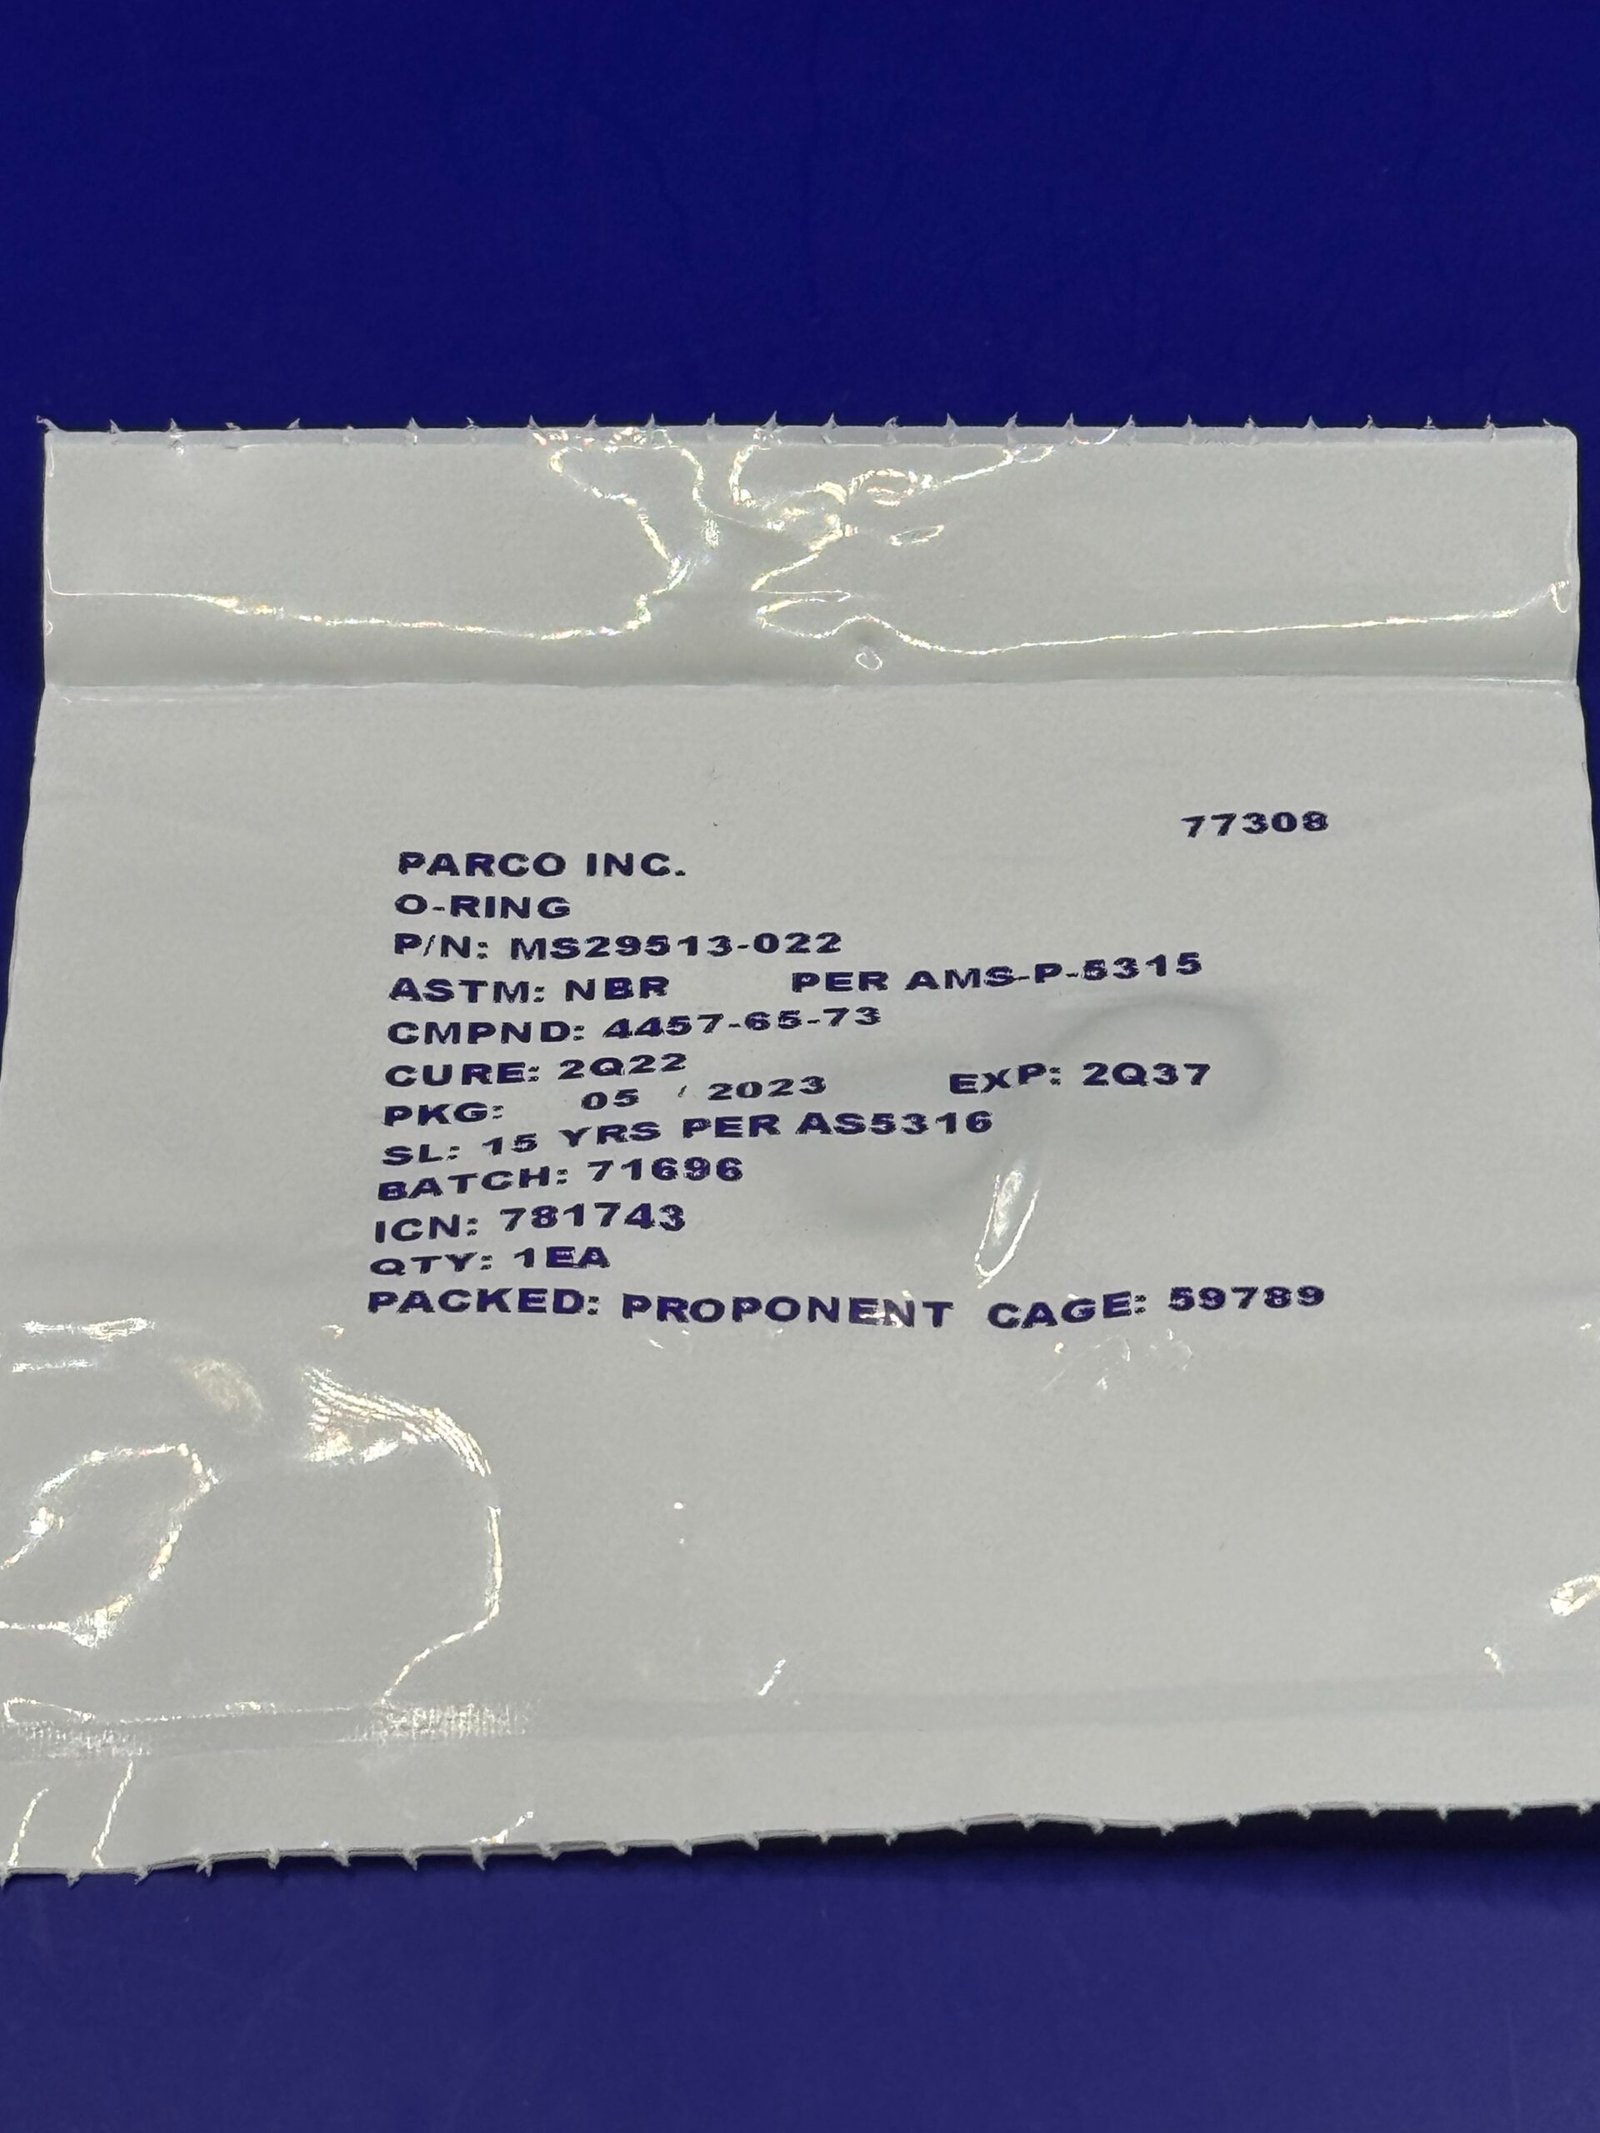 77308
PARCO INC.
O-RING
P/N: MS29513-022
ASTM: NBR PER AMS-P-5315
CMPND: 4457-65-73
CURE: 2Q22
PKG: 05 / 2023 EXP: 2Q37
SL: 15 YRS PER AS5316
BATCH: 71696
ICN: 781743
QTY: 1EA
PACKED: PROPONENT CAGE: 59789